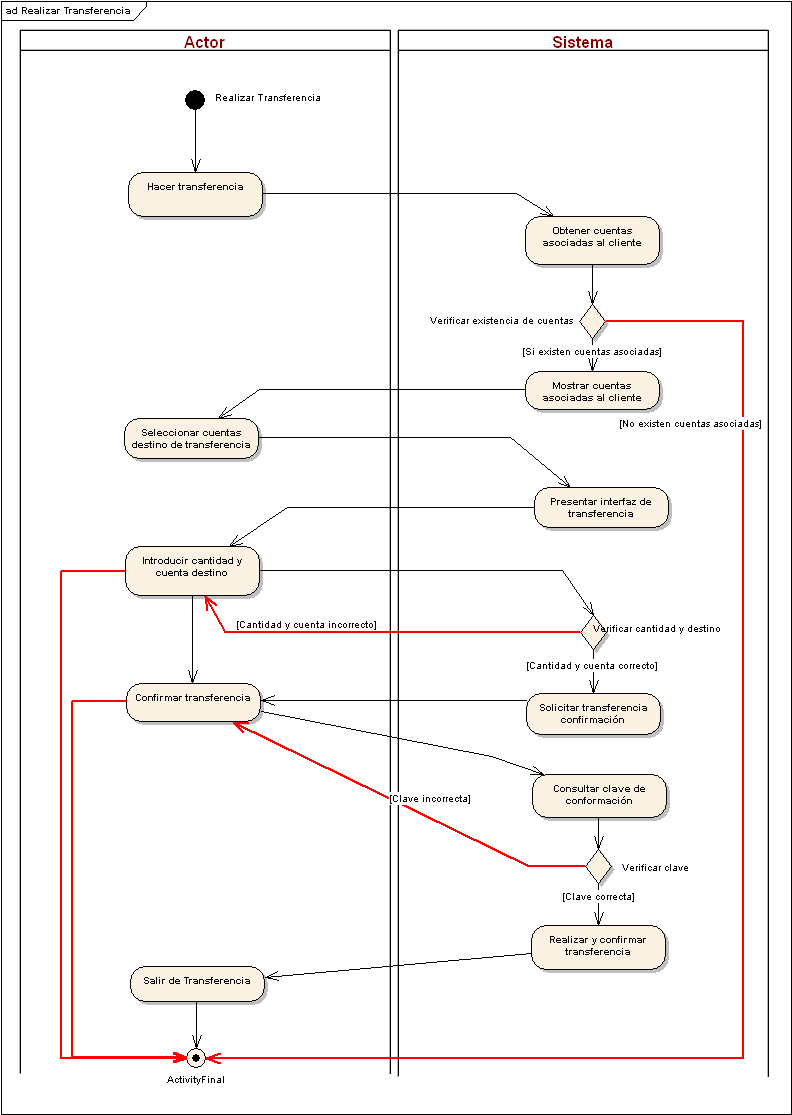 ad Realizar Transferencia
Actor
Sistema
Realizar Transferencia
Hacer transferencia
Obtener cuentas
asociadas al cliente
Verificar existencia de cuentas
[Si existen cuentas asociadas]
Mostrar cuentas
asociadas al cliente
[No existen cuentas asociadas]
Seleccionar cuentas
destino de transferencia
Presentar interfaz de
transferencia
Introducir cantidad y
cuenta destino
[Cantidad y cuenta incorrecto]
Verificar cantidad y destino
[Cantidad y cuenta correcto]
Confirmar transferencia
Solicitar transferencia
confirmación
Consultar clave de
conformación
[Clave incorrecta]
Verificar clave
[Clave correcta]
Realizar y confirmar
transferencia
Salir de Transferencia
ActivityFinal